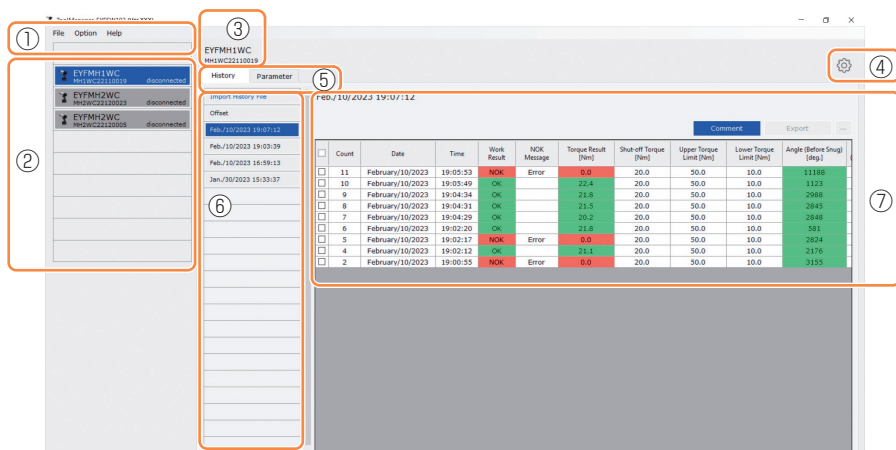 ①
File Option Help
②
EYFMH1WC
MH1WC22110019 disconnected
EYFMH2WC
MH2WC22120023 disconnected
EYFMH2WC
MH2WC22120005 disconnected
③
EYFMH1WC
MH1WC22110019
④
⑤
History Parameter
⑥
Import History File
Offset
Feb./10/2023 19:07:12
Feb./10/2023 19:03:39
Feb./10/2023 16:59:13
Jan./30/2023 15:33:37
⑦
Feb./10/2023 19:07:12
Comment Export ...
Count Date Time Work Result NOK Message Torque Result [Nm] Shut-off Torque [Nm] Upper Torque Limit [Nm] Lower Torque Limit [Nm] Angle (Before Snug) [deg.]
11 February/10/2023 19:05:53 NOK Error 0.0 20.0 50.0 10.0 11188
10 February/10/2023 19:05:49 OK 22.4 20.0 50.0 10.0 1123
9 February/10/2023 19:04:34 OK 21.8 20.0 50.0 10.0 2988
8 February/10/2023 19:04:31 OK 21.5 20.0 50.0 10.0 2845
7 February/10/2023 19:04:29 OK 20.2 20.0 50.0 10.0 2848
6 February/10/2023 19:02:20 OK 21.8 20.0 50.0 10.0 581
5 February/10/2023 19:02:17 NOK Error 0.0 20.0 50.0 10.0 2824
4 February/10/2023 19:02:12 OK 21.1 20.0 50.0 10.0 2176
2 February/10/2023 19:00:55 NOK Error 0.0 20.0 50.0 10.0 3155